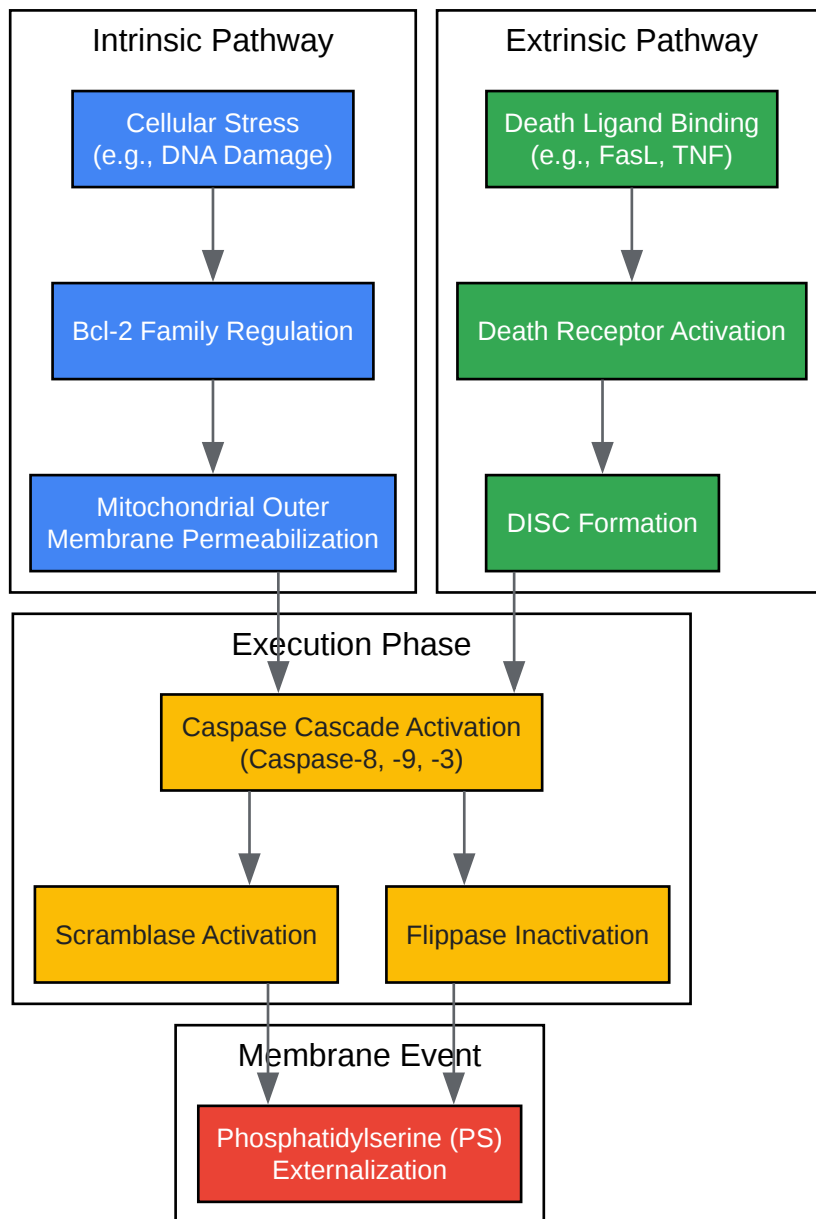 Intrinsic Pathway
Extrinsic Pathway
Cellular Stress
(e.g., DNA Damage)
Death Ligand Binding
(e.g., FasL, TNF)
Bcl-2 Family Regulation
Death Receptor Activation
Mitochondrial Outer
Membrane Permeabilization
DISC Formation
Execution Phase
Caspase Cascade Activation
(Caspase-8, -9, -3)
Scramblase Activation
Flippase Inactivation
Membrane Event
Phosphatidylserine (PS)
Externalization